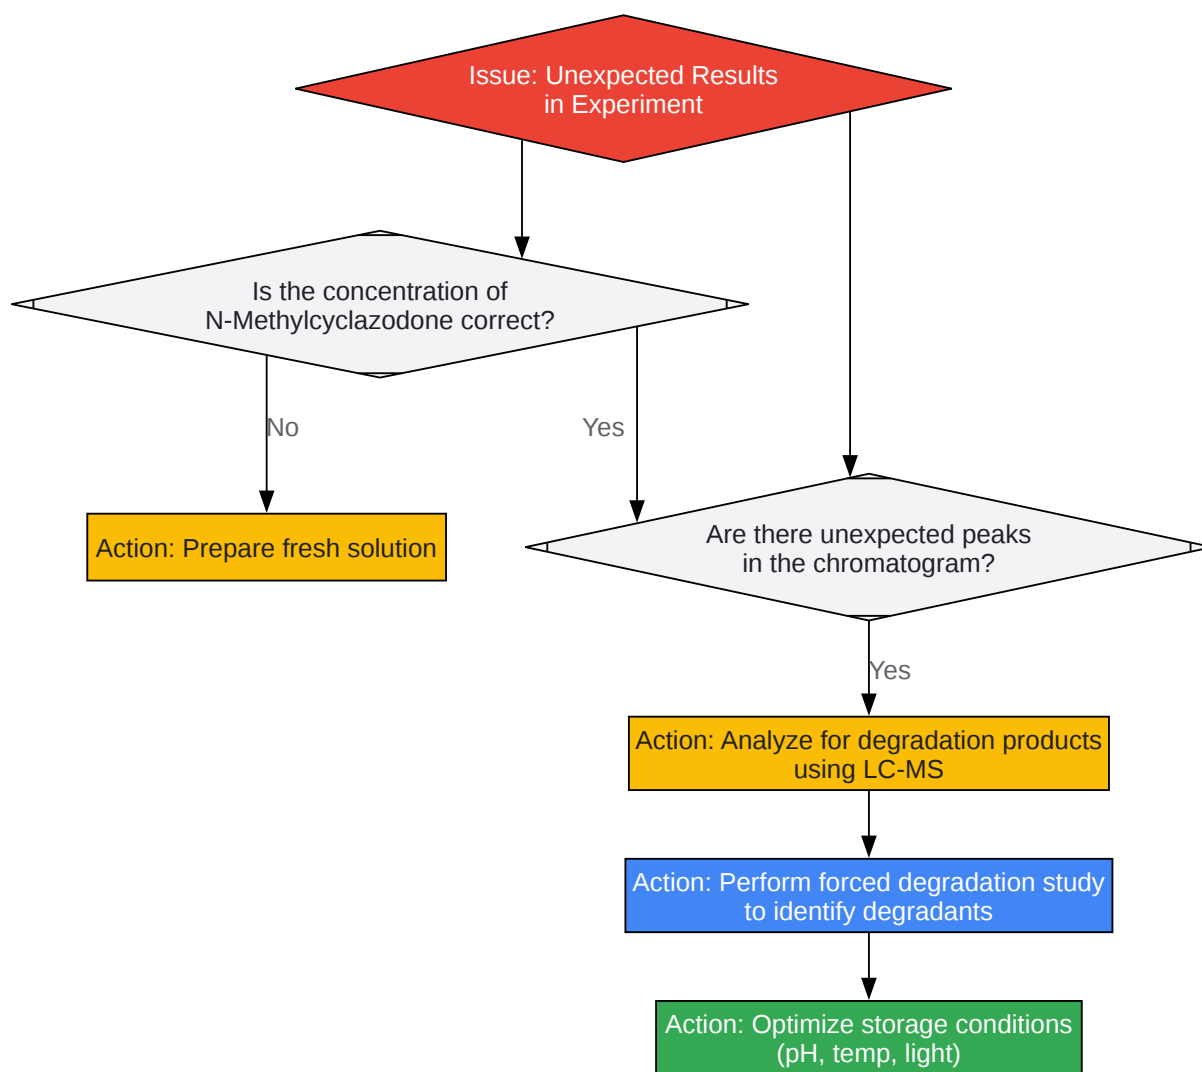 Issue: Unexpected Results
in Experiment
Is the concentration of
N-Methylcyclazodone correct?
No
Yes
Action: Prepare fresh solution
Are there unexpected peaks
in the chromatogram?
Yes
Action: Analyze for degradation products
using LC-MS
Action: Perform forced degradation study
to identify degradants
Action: Optimize storage conditions
(pH, temp, light)